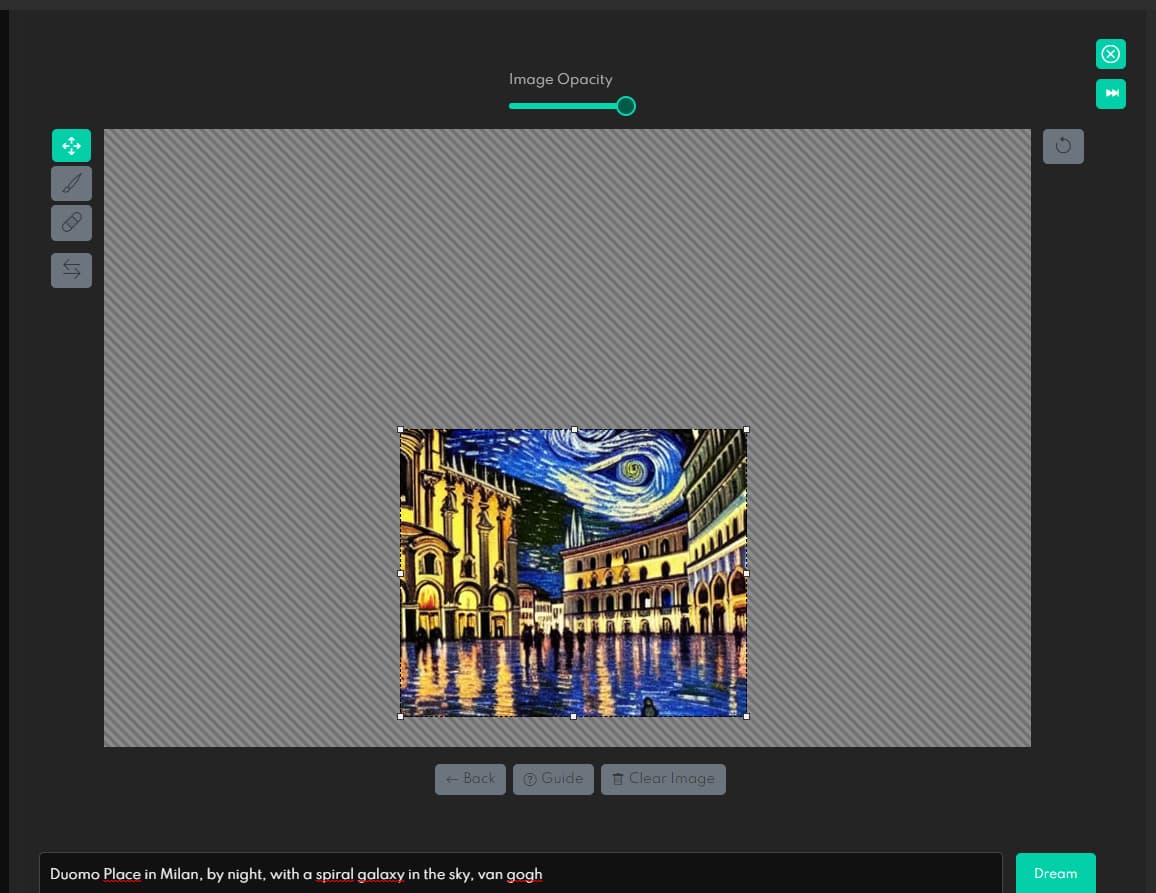 Image Opacity
← Back
Guide
Clear Image
Duomo Place in Milan, by night, with a spiral galaxy in the sky, van gogh
Dream